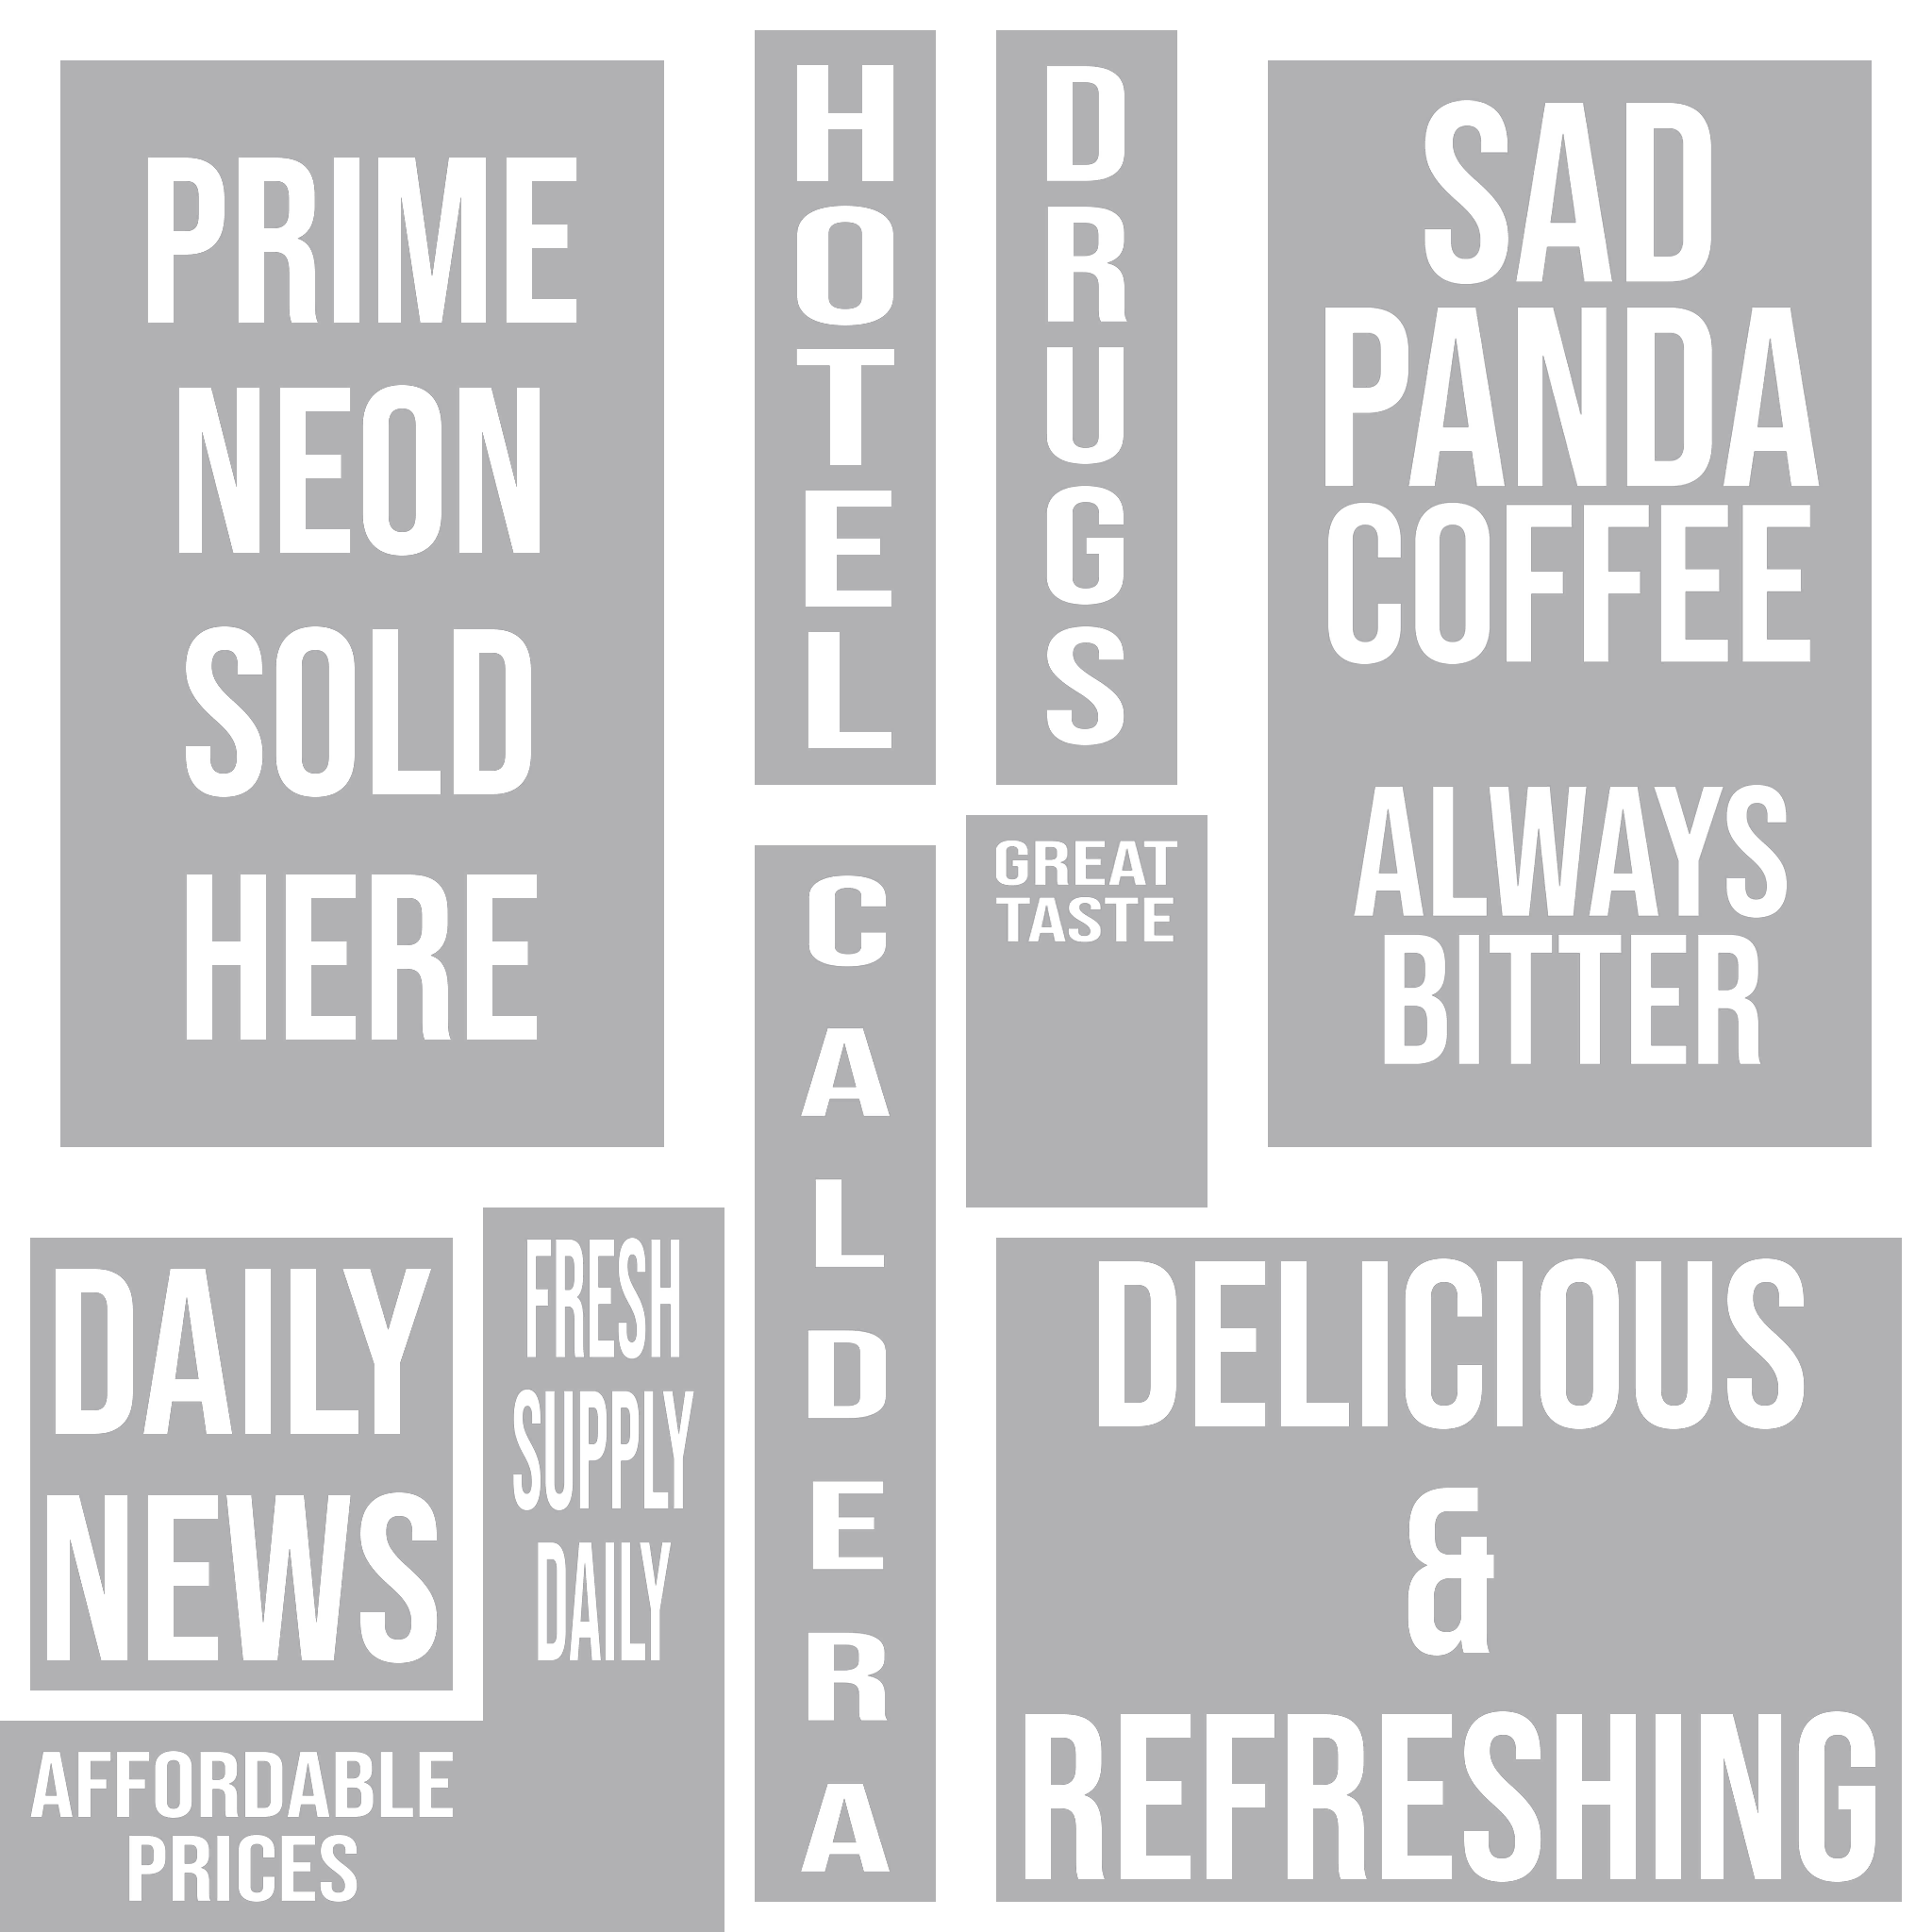 PRIME
NEON
SOLD
HERE
HOTEL
DRUGS
SAD
PANDA
COFFEE
ALWAYS
BITTER
GREAT
TASTE
CALDERA
DAILY
NEWS
FRESH
SUPPLY
DAILY
AFFORDABLE
PRICES
DELICIOUS
&
REFRESHING